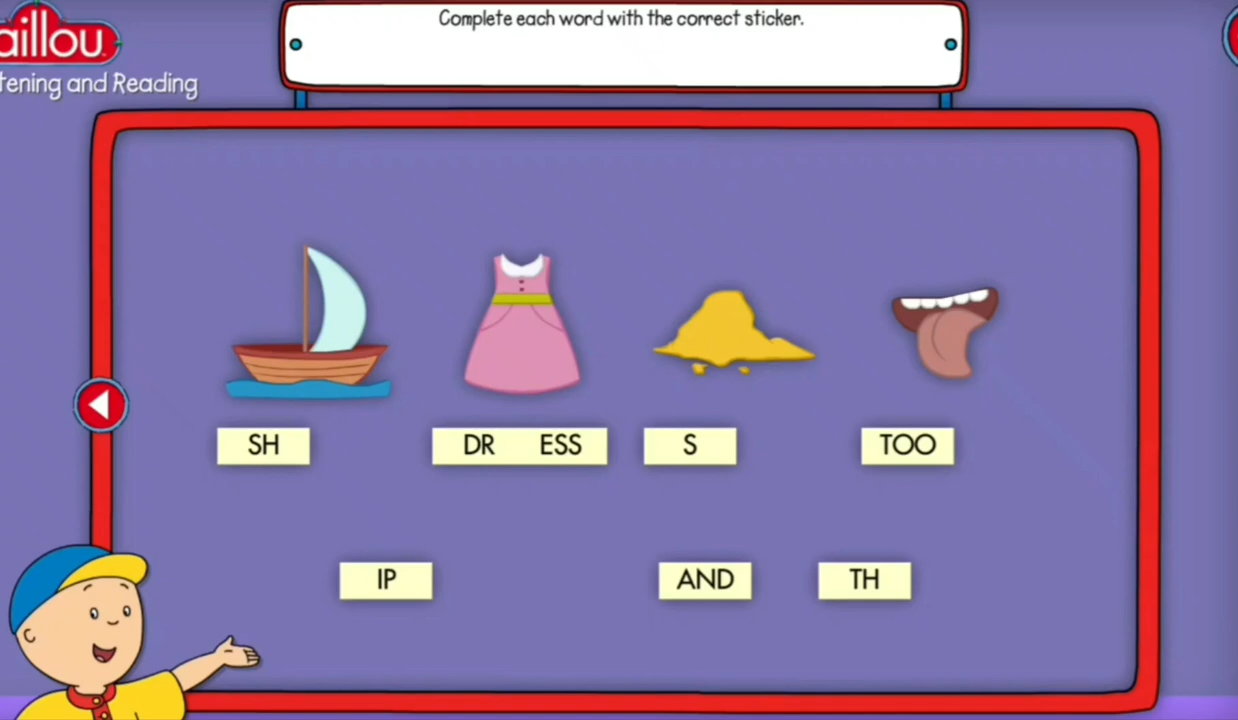 Complete each word with the correct sticker.
aillou
tening and Reading
SH
DR ESS
S
TOO
IP
AND
TH